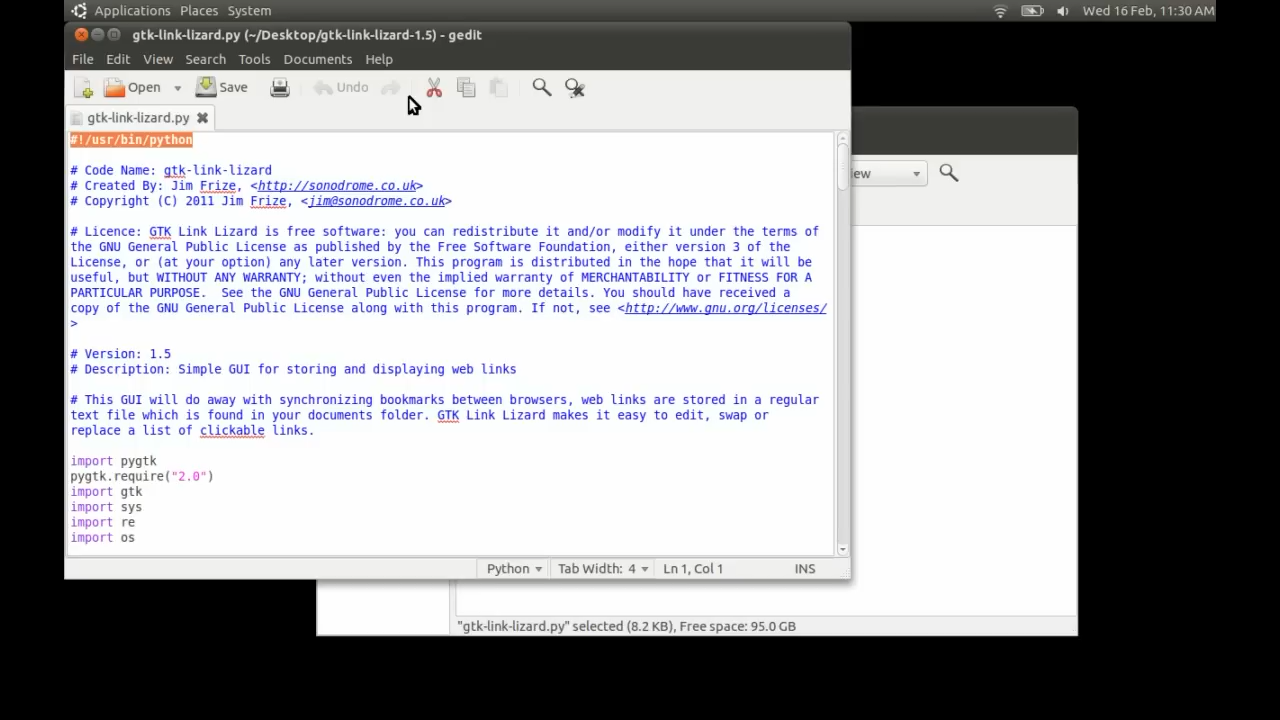 Applications Places System
Wed 16 Feb, 11:30 AM
gtk-link-lizard.py (~/Desktop/gtk-link-lizard-1.5) - gedit
File Edit View Search Tools Documents Help
Open Save Undo
gtk-link-lizard.py
#!/usr/bin/python
# Code Name: gtk-link-lizard
# Created By: Jim Frize, <http://sonodrome.co.uk>
# Copyright (C) 2011 Jim Frize, <jim@sonodrome.co.uk>
# Licence: GTK Link Lizard is free software: you can redistribute it and/or modify it under the terms of
the GNU General Public License as published by the Free Software Foundation, either version 3 of the
License, or (at your option) any later version. This program is distributed in the hope that it will be
useful, but WITHOUT ANY WARRANTY; without even the implied warranty of MERCHANTABILITY or FITNESS FOR A
PARTICULAR PURPOSE.  See the GNU General Public License for more details. You should have received a
copy of the GNU General Public License along with this program. If not, see <http://www.gnu.org/licenses/
>
# Version: 1.5
# Description: Simple GUI for storing and displaying web links
# This GUI will do away with synchronizing bookmarks between browsers, web links are stored in a regular
text file which is found in your documents folder. GTK Link Lizard makes it easy to edit, swap or
replace a list of clickable links.
import pygtk
pygtk.require("2.0")
import gtk
import sys
import re
import os
Python Tab Width: 4 Ln 1, Col 1 INS
"gtk-link-lizard.py" selected (8.2 KB), Free space: 95.0 GB